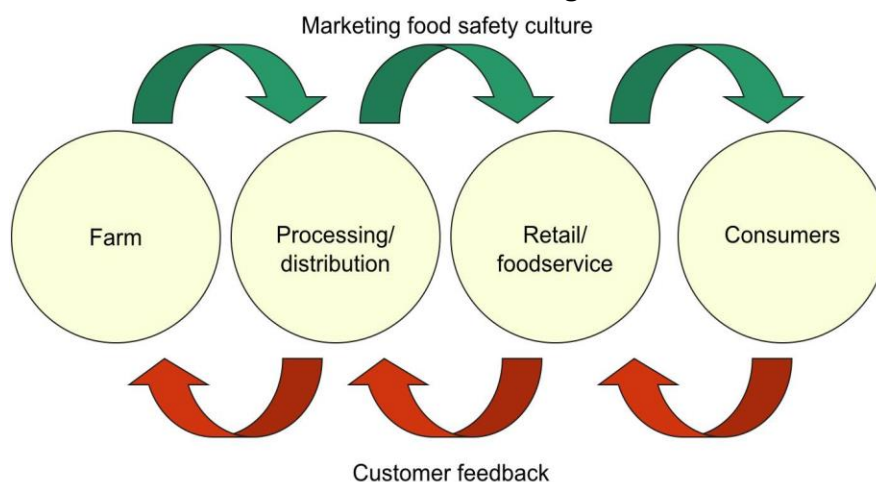 Marketing food safety culture
Farm
Processing/
distribution
Retail/
foodservice
Consumers
Customer feedback